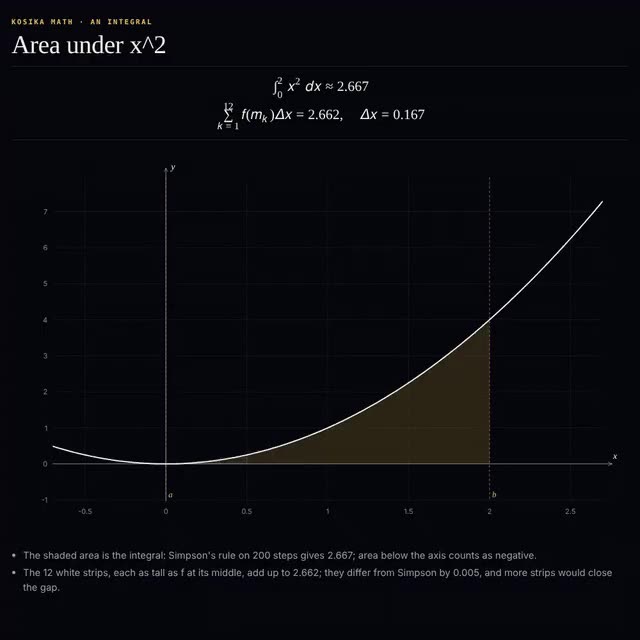 KOSIKA MATH · AN INTEGRAL
Area under x^2
∫₀² x² dx ≈ 2.667
12
∑ f(mₖ)Δx = 2.662, Δx = 0.167
k = 1
y
7
6
5
4
3
2
1
0
-1
x
a
b
-0.5
0
0.5
1
1.5
2
2.5
• The shaded area is the integral: Simpson's rule on 200 steps gives 2.667; area below the axis counts as negative.
• The 12 white strips, each as tall as f at its middle, add up to 2.662; they differ from Simpson by 0.005, and more strips would close
the gap.